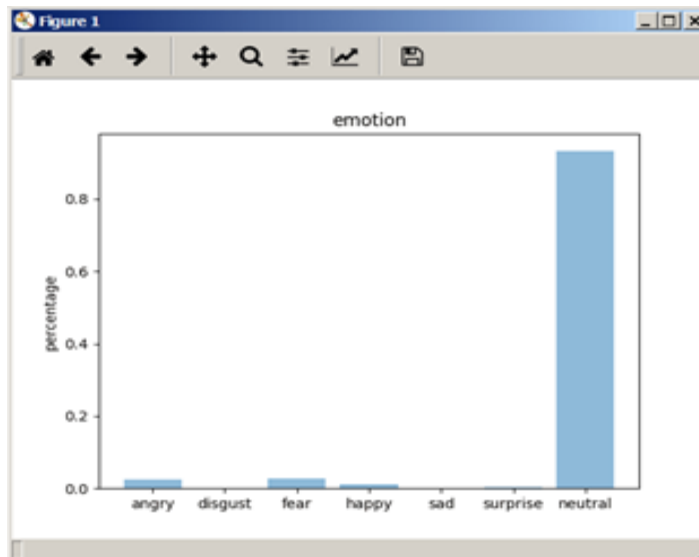 Figure 1
emotion
percentage
0.8
0.6
0.4
0.2
0.0
angry disgust fear happy sad surprise neutral